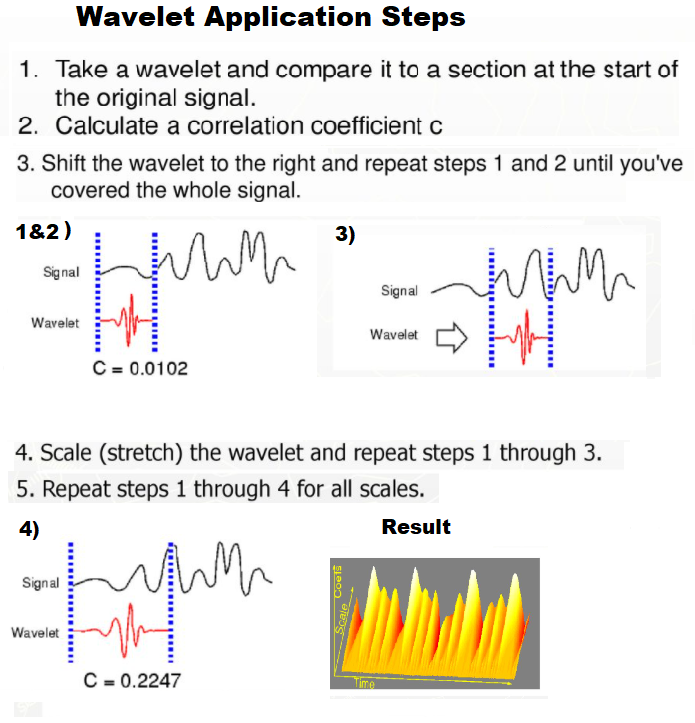 Wavelet Application Steps
1. Take a wavelet and compare it to a section at the start of
the original signal.
2. Calculate a correlation coefficient c
3. Shift the wavelet to the right and repeat steps 1 and 2 until you've
covered the whole signal.
1&2)
Signal
Wavelet
C = 0.0102
3)
Signal
Wavelet
4. Scale (stretch) the wavelet and repeat steps 1 through 3.
5. Repeat steps 1 through 4 for all scales.
4)
Signal
Wavelet
C = 0.2247
Result
Coefs
Scale
Time